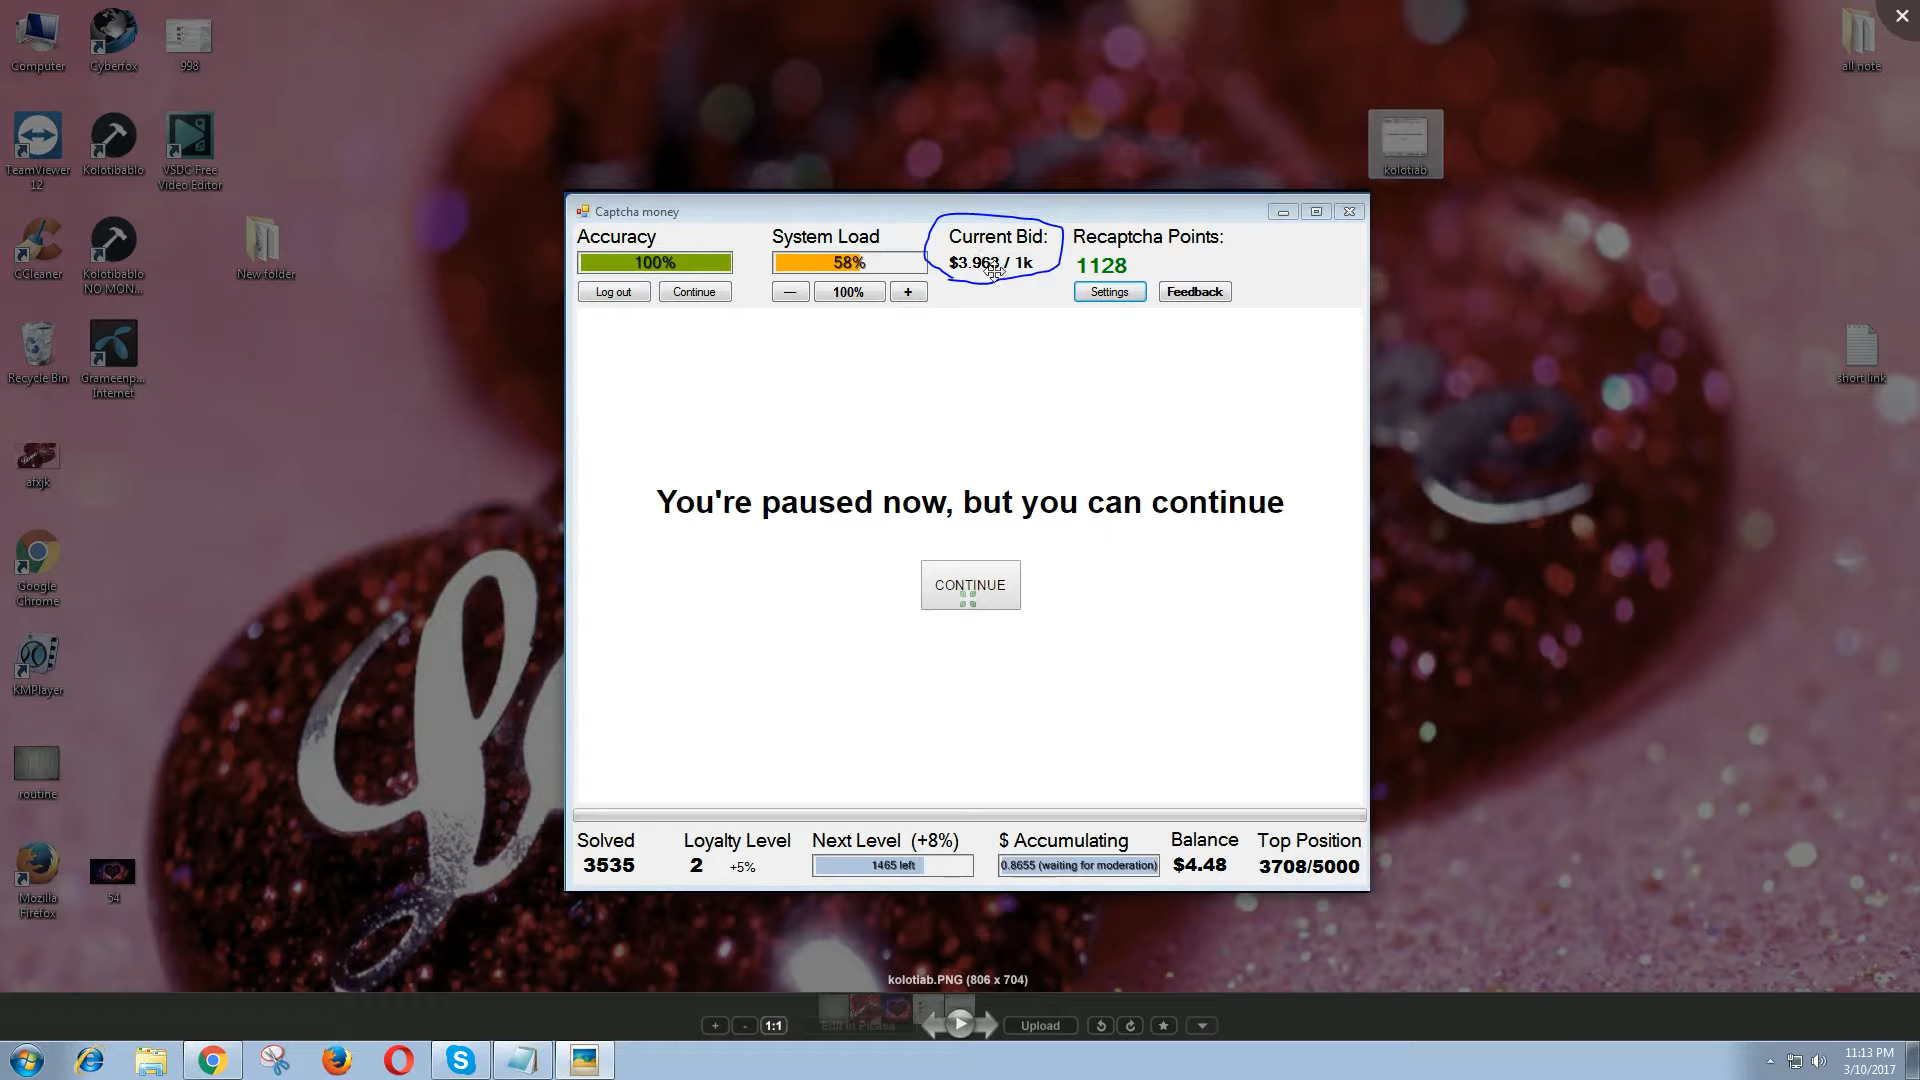 Computer
Cyberfox
998
all note
TeamViewer 12
Kolotibablo
VSDC Free Video Editor
kolotiab
CCleaner
Kolotibablo NO MON...
New folder
Recycle Bin
Grameenp... Internet
short link
afxjk
Google Chrome
KMPlayer
routine
Mozilla Firefox
54
Captcha money
Accuracy
System Load
Current Bid:
Recaptcha Points:
100%
58%
$3.963 / 1k
1128
Log out
Continue
—
100%
+
Settings
Feedback
You're paused now, but you can continue
CONTINUE
Solved
Loyalty Level
Next Level (+8%)
$ Accumulating
Balance
Top Position
3535
2 +5%
1465 left
0.8655 (waiting for moderation)
$4.48
3708/5000
kolotiab.PNG (806 x 704)
+
-
1:1
Edit in Picasa
Upload
11:13 PM
3/10/2017